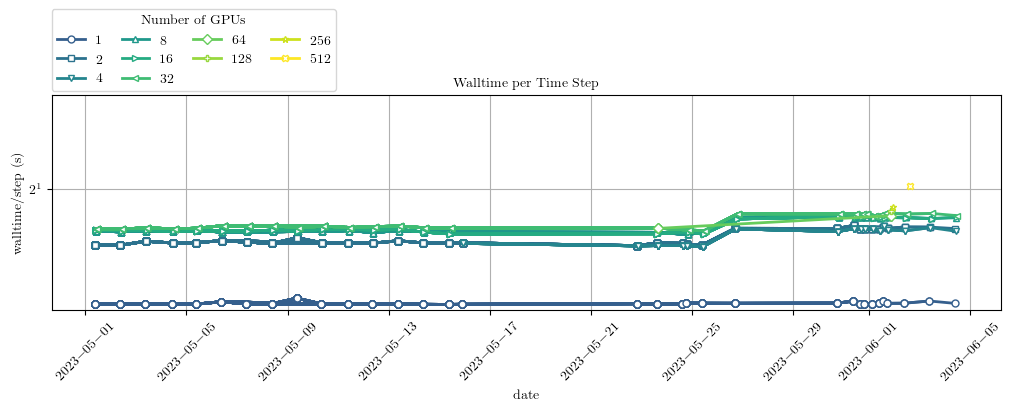 Number of GPUs
1 8 64 256
2 16 128 512
4 32
Walltime per Time Step
walltime/step (s)
2¹
2023−05−01 2023−05−05 2023−05−09 2023−05−13 2023−05−17 2023−05−21 2023−05−25 2023−05−29 2023−06−01 2023−06−05
date